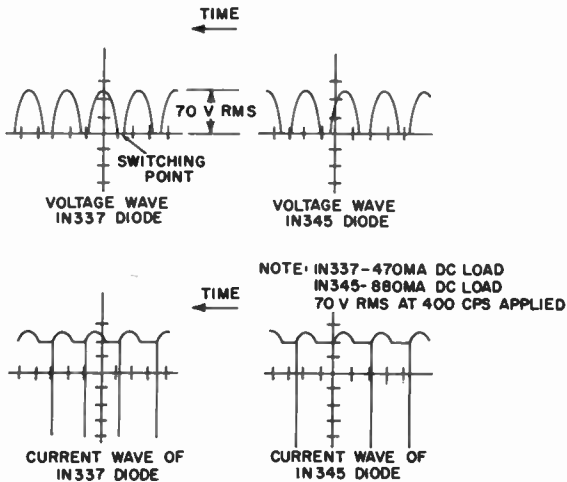 TIME
70 V RMS
SWITCHING
POINT
VOLTAGE WAVE
IN337 DIODE
VOLTAGE WAVE
IN345 DIODE
NOTE: IN337-470MA DC LOAD
IN345-880MA DC LOAD
70 V RMS AT 400 CPS APPLIED
TIME
CURRENT WAVE OF
IN337 DIODE
CURRENT WAVE OF
IN345 DIODE